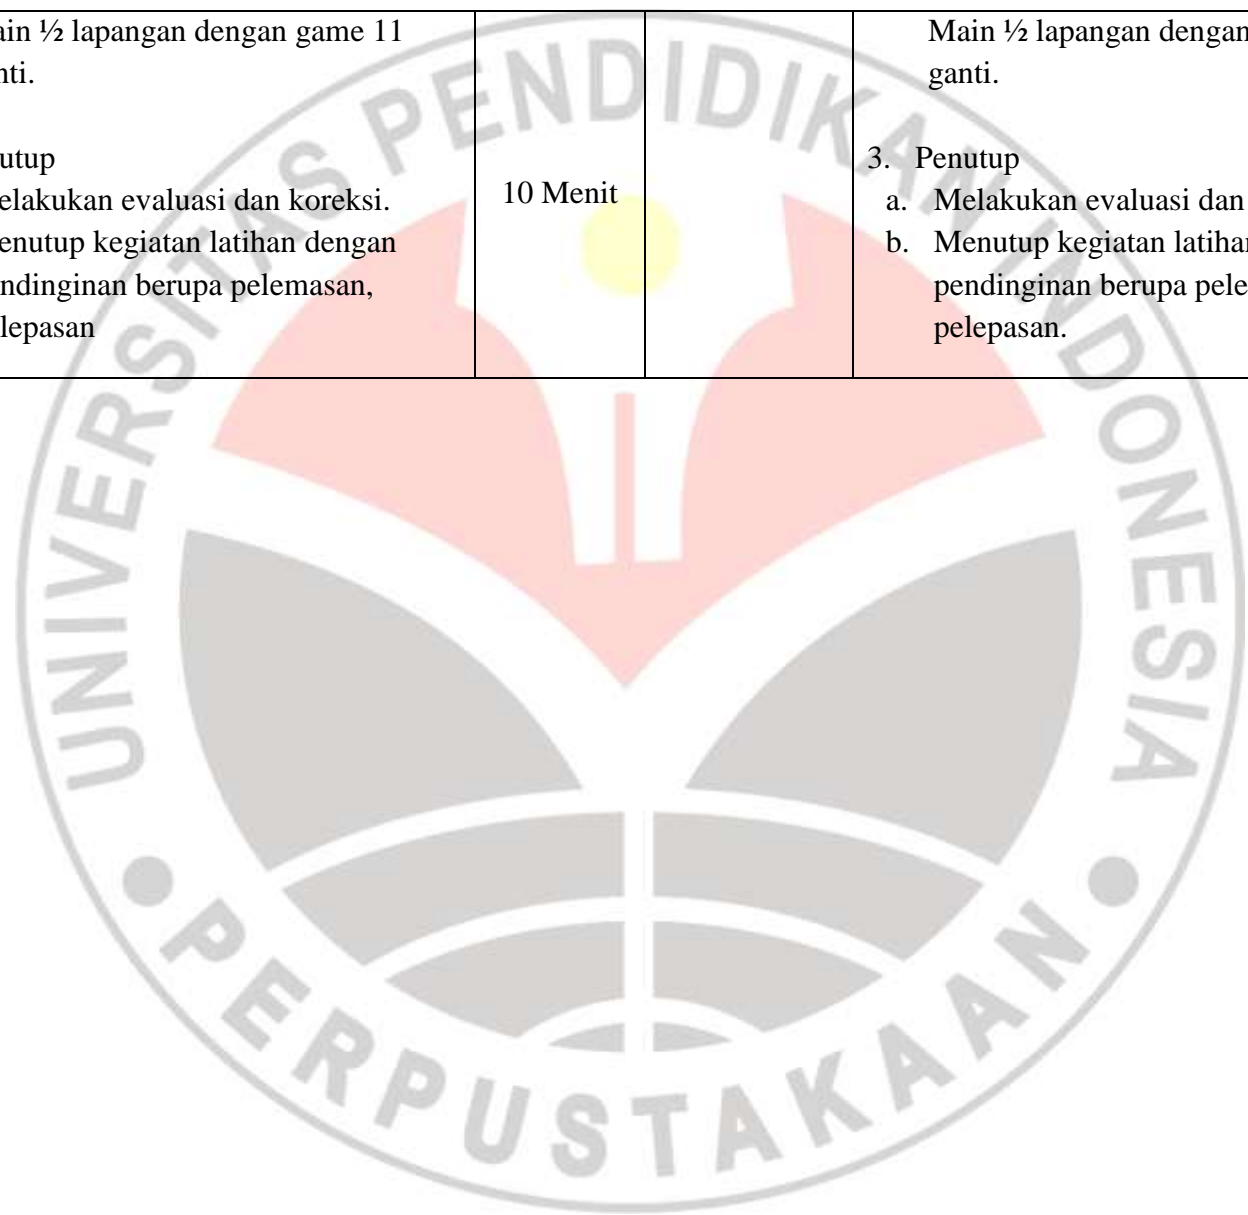 ain ½ lapangan dengan game 11
nti.
utup
elakukan evaluasi dan koreksi.
enutup kegiatan latihan dengan
ndinginan berupa pelemasan,
lepasan
10 Menit
Main ½ lapangan dengan
ganti.
3. Penutup
a. Melakukan evaluasi dan
b. Menutup kegiatan latihan
pendinginan berupa pele
pelepasan.
UNIVERSITAS PENDIDIKAN INDONESIA
PERPUSTAKAAN